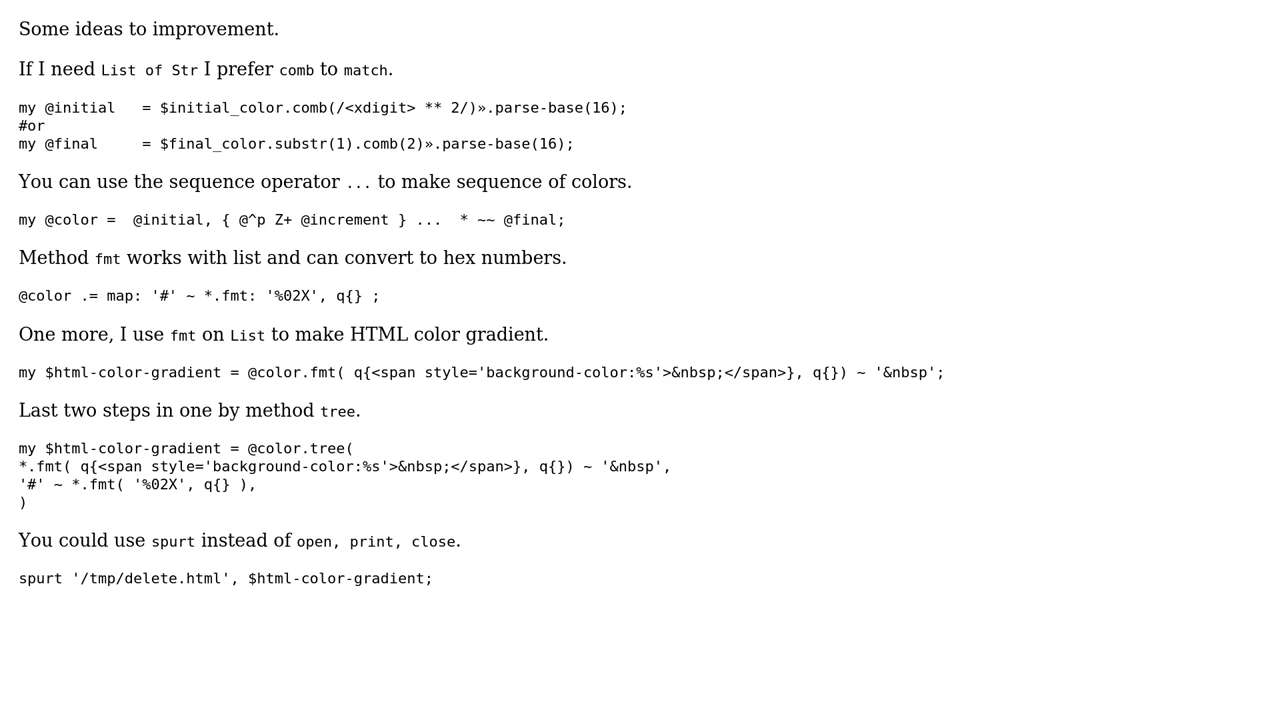 Some ideas to improvement.
If I need List of Str I prefer comb to match.
my @initial   = $initial_color.comb(/<xdigit> ** 2/)».parse-base(16);
#or
my @final     = $final_color.substr(1).comb(2)».parse-base(16);
You can use the sequence operator ... to make sequence of colors.
my @color =  @initial, { @^p Z+ @increment } ...  * ~~ @final;
Method fmt works with list and can convert to hex numbers.
@color .= map: '#' ~ *.fmt: '%02X', q{} ;
One more, I use fmt on List to make HTML color gradient.
my $html-color-gradient = @color.fmt( q{<span style='background-color:%s'>&nbsp;</span>}, q{}) ~ '&nbsp';
Last two steps in one by method tree.
my $html-color-gradient = @color.tree(
*.fmt( q{<span style='background-color:%s'>&nbsp;</span>}, q{}) ~ '&nbsp',
'#' ~ *.fmt( '%02X', q{} ),
)
You could use spurt instead of open, print, close.
spurt '/tmp/delete.html', $html-color-gradient;